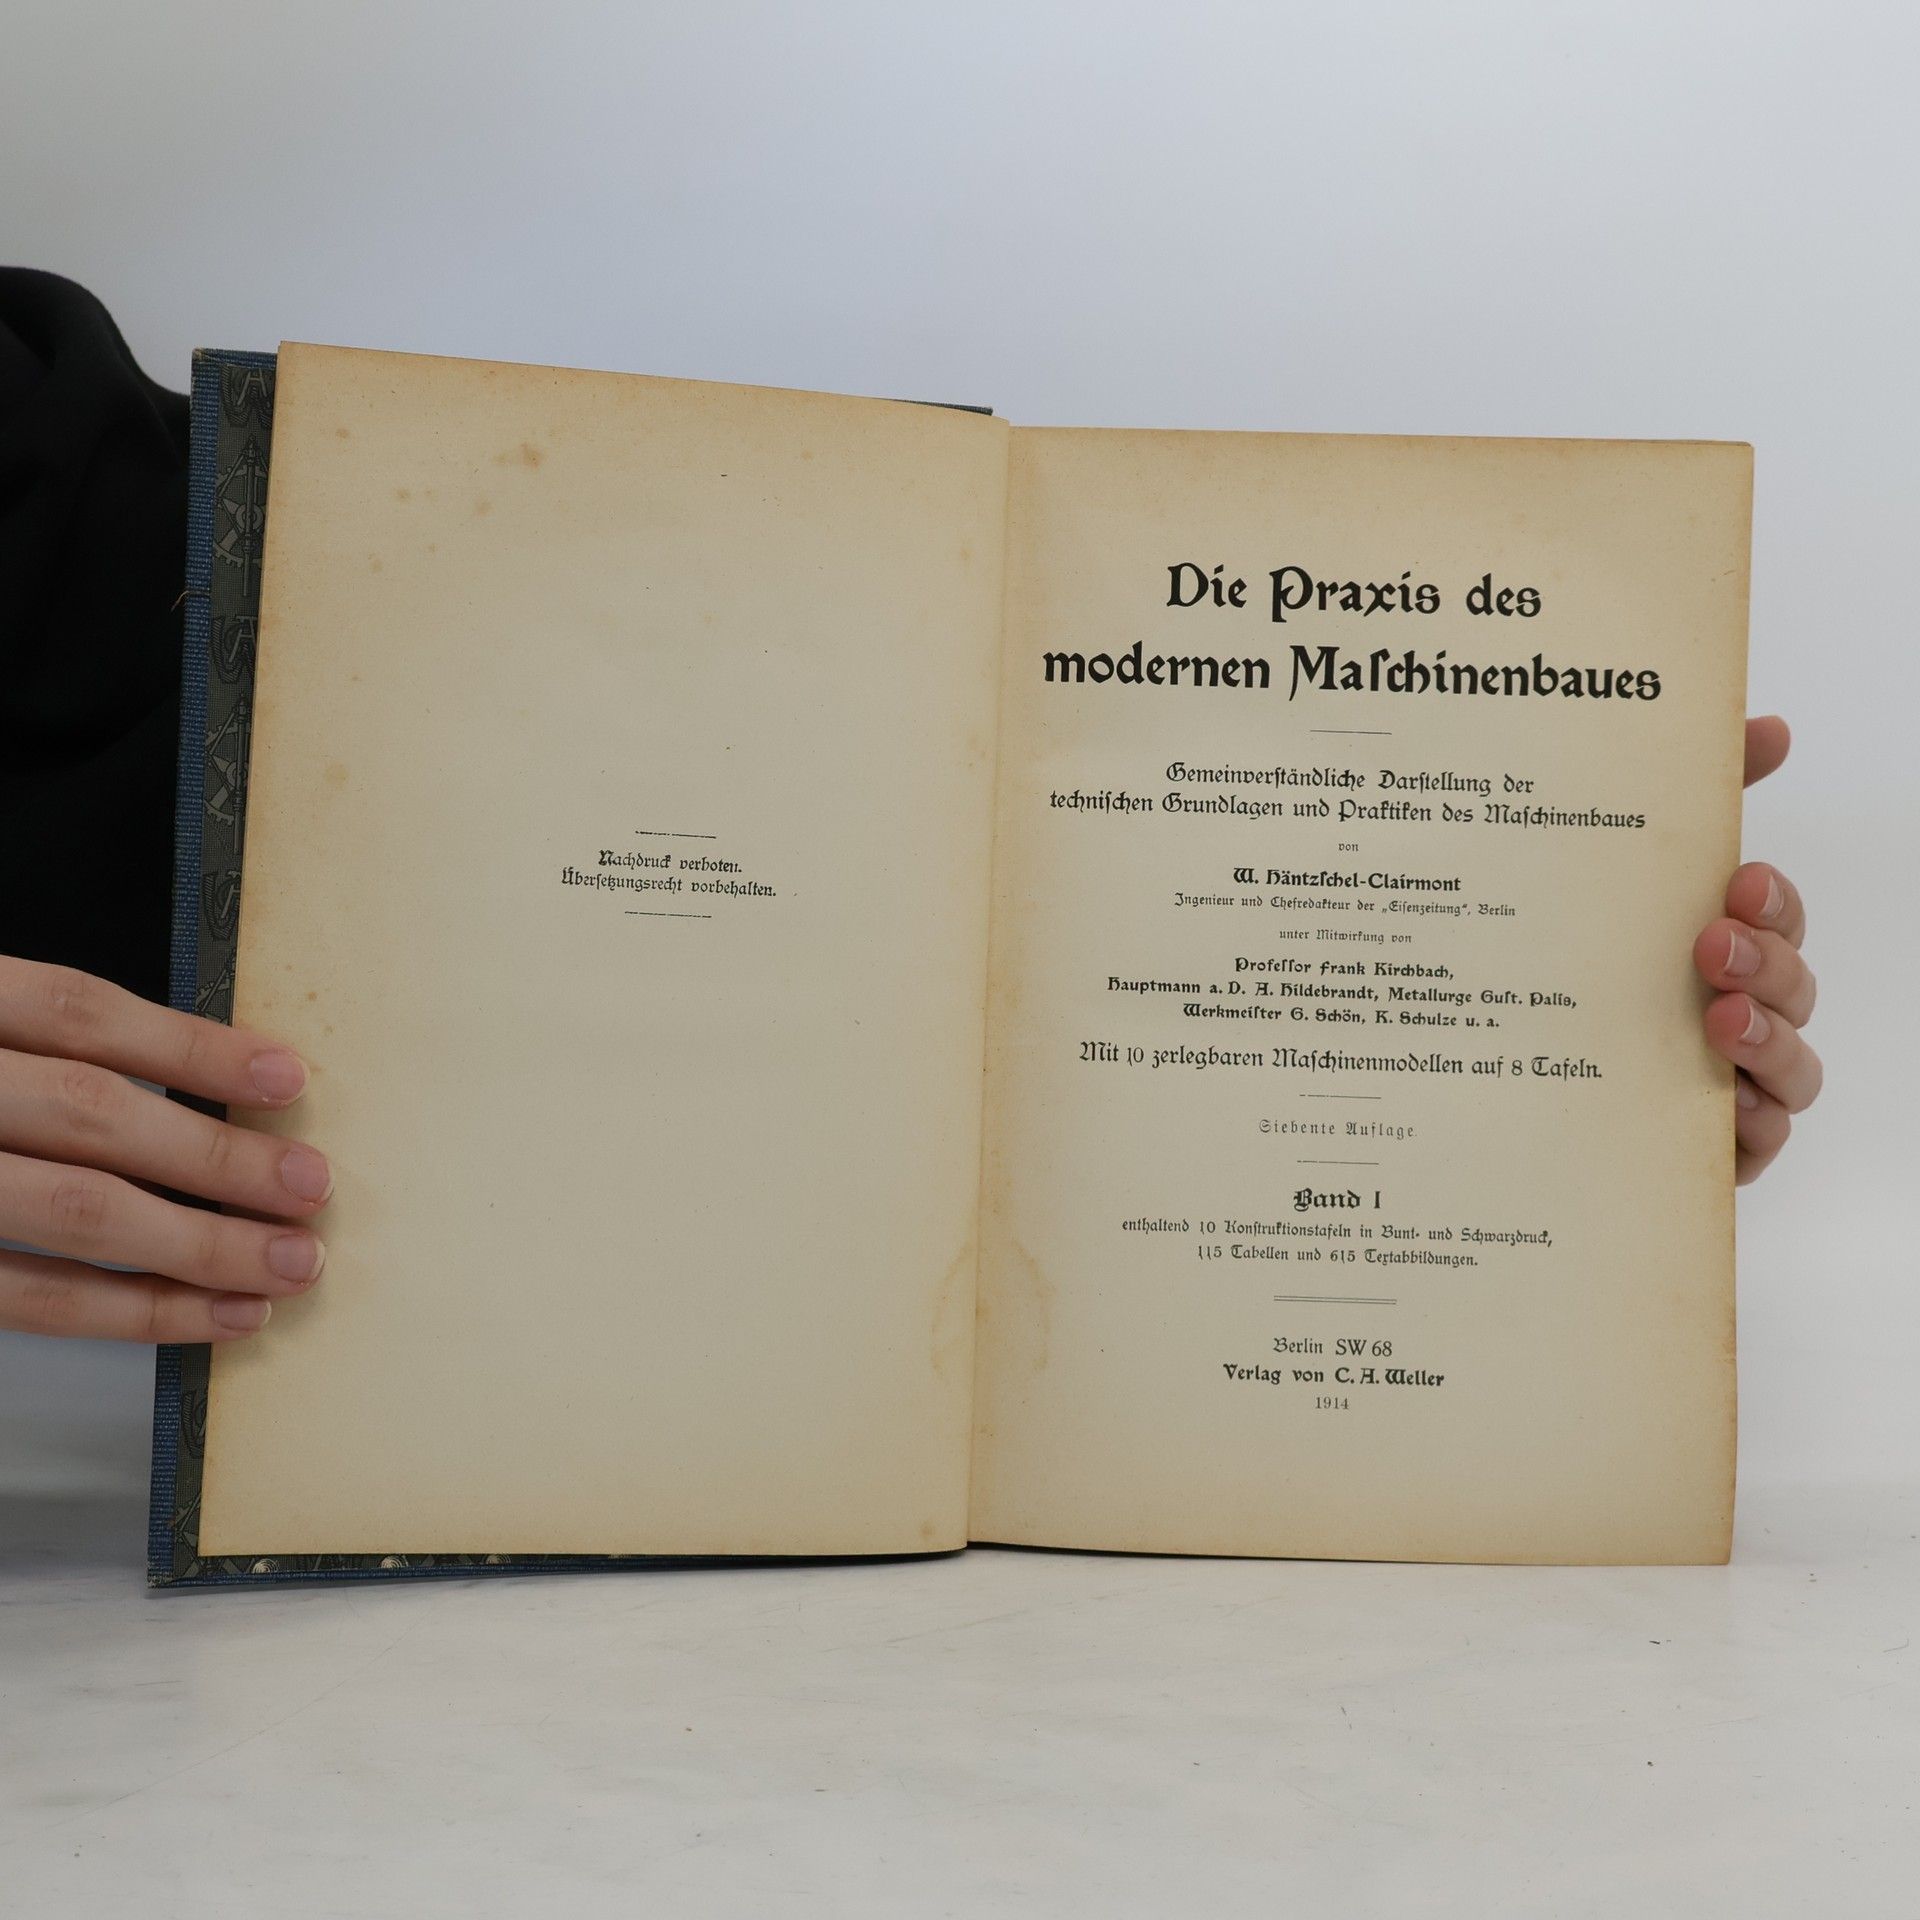 Nachdruck verboten.
Übersetzungsrecht vorbehalten.
Die Praxis des
modernen Maſchinenbaues
Gemeinverſtändliche Darſtellung der
techniſchen Grundlagen und Praktiken des Maſchinenbaues
von
W. Häntzſchel-Clairmont
Ingenieur und Chefredakteur der „Eiſenzeitung“, Berlin
unter Mitwirkung von
Profeſſor Frank Kirchbach,
Hauptmann a. D. A. Hildebrandt, Metallurge Guſt. Palis,
Werkmeiſter G. Schön, K. Schulze u. a.
Mit 10 zerlegbaren Maſchinenmodellen auf 8 Tafeln.
Siebente Auflage.
Band I
enthaltend 10 Konſtruktionstafeln in Bunt- und Schwarzdruck,
115 Tabellen und 615 Textabbildungen.
Berlin SW 68
Verlag von C. A. Weller
1914